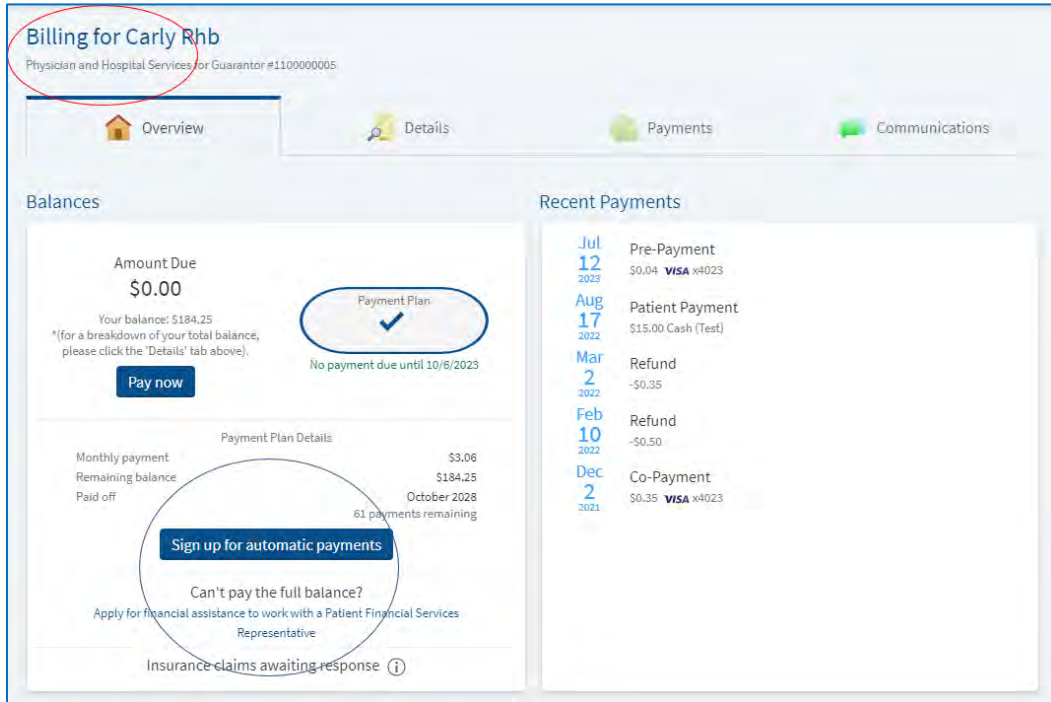 Billing for Carly Rhb
Physician and Hospital Services for Guarantor #1100000005
Overview
Details
Payments
Communications
Balances
Amount Due
$0.00
Your balance: $184.25
*(for a breakdown of your total balance,
please click the 'Details' tab above).
Pay now
Payment Plan
No payment due until 10/6/2023
Payment Plan Details
Monthly payment $3.06
Remaining balance $184.25
Paid off October 2028
61 payments remaining
Sign up for automatic payments
Can't pay the full balance?
Apply for financial assistance to work with a Patient Financial Services
Representative
Insurance claims awaiting response i
Recent Payments
Jul
12
2023
Pre-Payment
$0.04 VISA x4023
Aug
17
2022
Patient Payment
$15.00 Cash (Test)
Mar
2
2022
Refund
-$0.35
Feb
10
2022
Refund
-$0.50
Dec
2
2021
Co-Payment
$0.35 VISA x4023